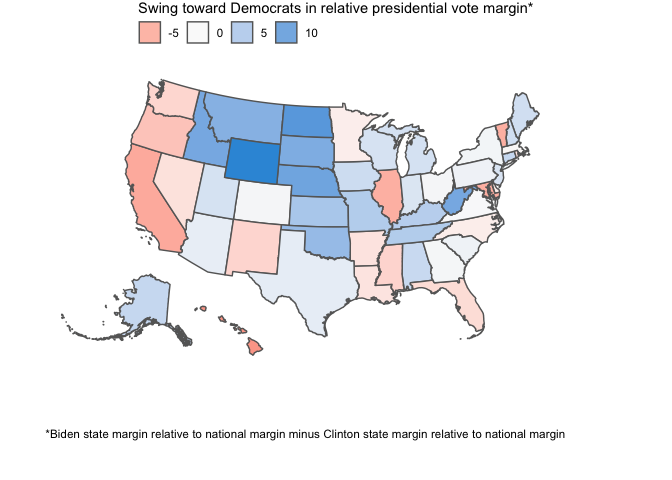 Swing toward Democrats in relative presidential vote margin*
-5 0 5 10
*Biden state margin relative to national margin minus Clinton state margin relative to national margin